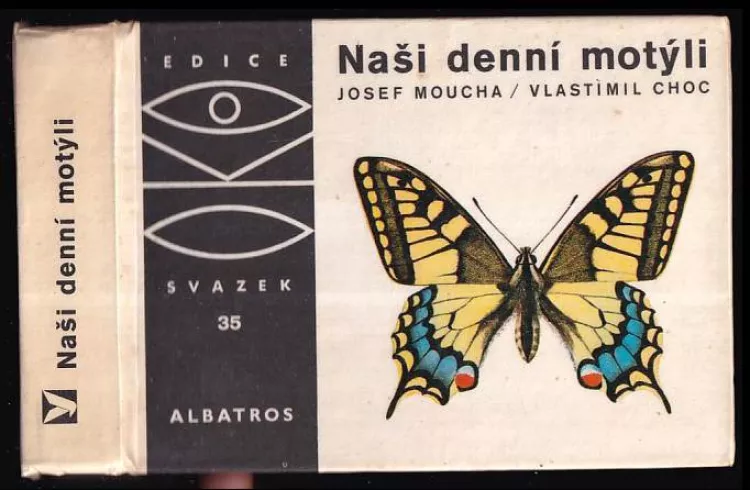 Naši denní motýli
EDICE
SVAZEK
35
ALBATROS
Naši denní motýli
JOSEF MOUCHA / VLASTIMIL CHOC